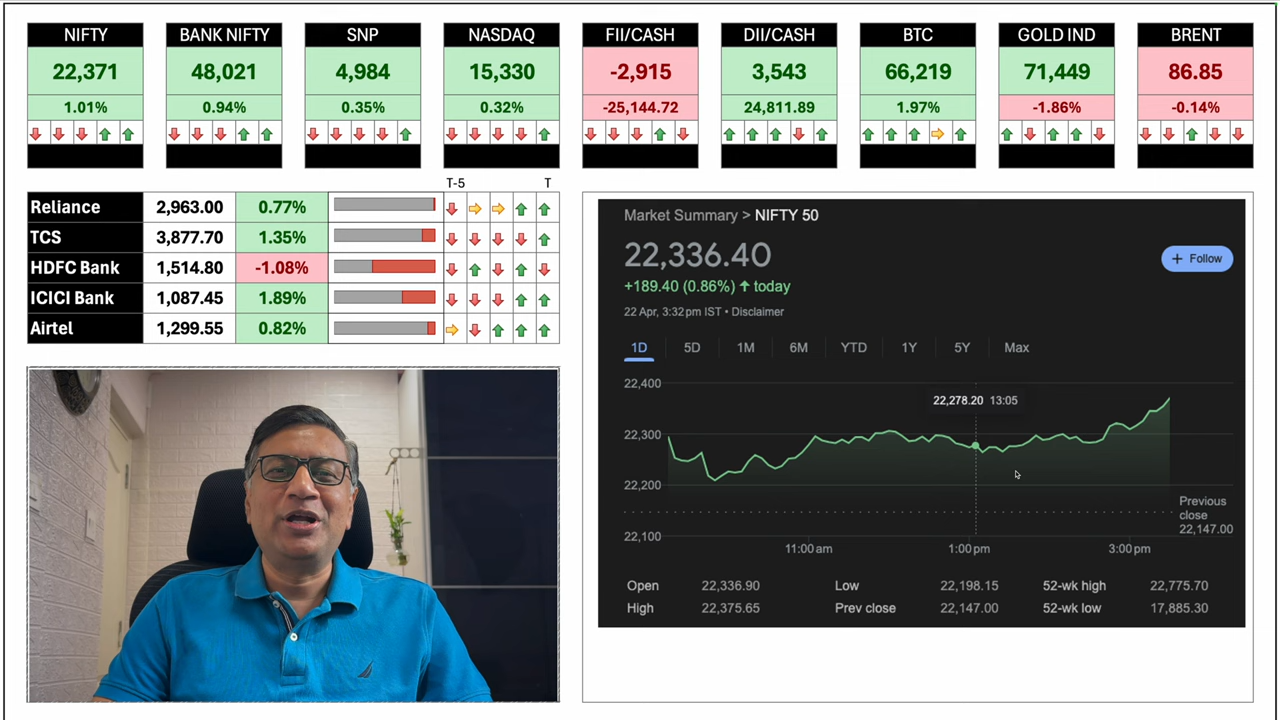 NIFTY BANK NIFTY SNP NASDAQ FII/CASH DII/CASH BTC GOLD IND BRENT
22,371 48,021 4,984 15,330 -2,915 3,543 66,219 71,449 86.85
1.01% 0.94% 0.35% 0.32% -25,144.72 24,811.89 1.97% -1.86% -0.14%
T-5 T
Reliance 2,963.00 0.77%
TCS 3,877.70 1.35%
HDFC Bank 1,514.80 -1.08%
ICICI Bank 1,087.45 1.89%
Airtel 1,299.55 0.82%
Market Summary > NIFTY 50
22,336.40
+189.40 (0.86%) ↑ today
+ Follow
22 Apr, 3:32 pm IST • Disclaimer
1D 5D 1M 6M YTD 1Y 5Y Max
22,400
22,278.20 13:05
22,300
22,200
Previous
close
22,147.00
22,100
11:00 am 1:00 pm 3:00 pm
Open 22,336.90 Low 22,198.15 52-wk high 22,775.70
High 22,375.65 Prev close 22,147.00 52-wk low 17,885.30